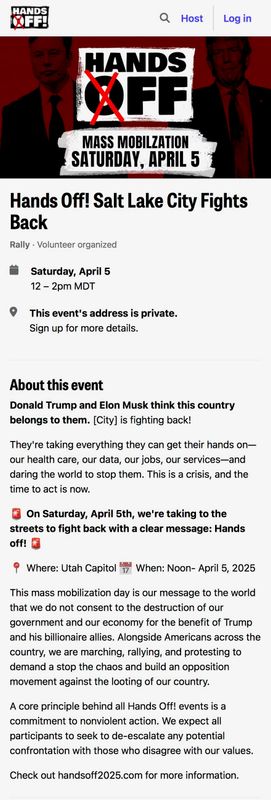 HANDS
OFF!
Host
Log in
HANDS
OFF
MASS MOBILZATION
SATURDAY, APRIL 5
Hands Off! Salt Lake City Fights
Back
Rally · Volunteer organized
Saturday, April 5
12 – 2pm MDT
This event's address is private.
Sign up for more details.
About this event
Donald Trump and Elon Musk think this country
belongs to them. [City] is fighting back!
They're taking everything they can get their hands on—
our health care, our data, our jobs, our services—and
daring the world to stop them. This is a crisis, and the
time to act is now.
🚨 On Saturday, April 5th, we're taking to the
streets to fight back with a clear message: Hands
off! 🚨
📍 Where: Utah Capitol 📅 When: Noon- April 5, 2025
This mass mobilization day is our message to the world
that we do not consent to the destruction of our
government and our economy for the benefit of Trump
and his billionaire allies. Alongside Americans across the
country, we are marching, rallying, and protesting to
demand a stop the chaos and build an opposition
movement against the looting of our country.
A core principle behind all Hands Off! events is a
commitment to nonviolent action. We expect all
participants to seek to de-escalate any potential
confrontation with those who disagree with our values.
Check out handsoff2025.com for more information.